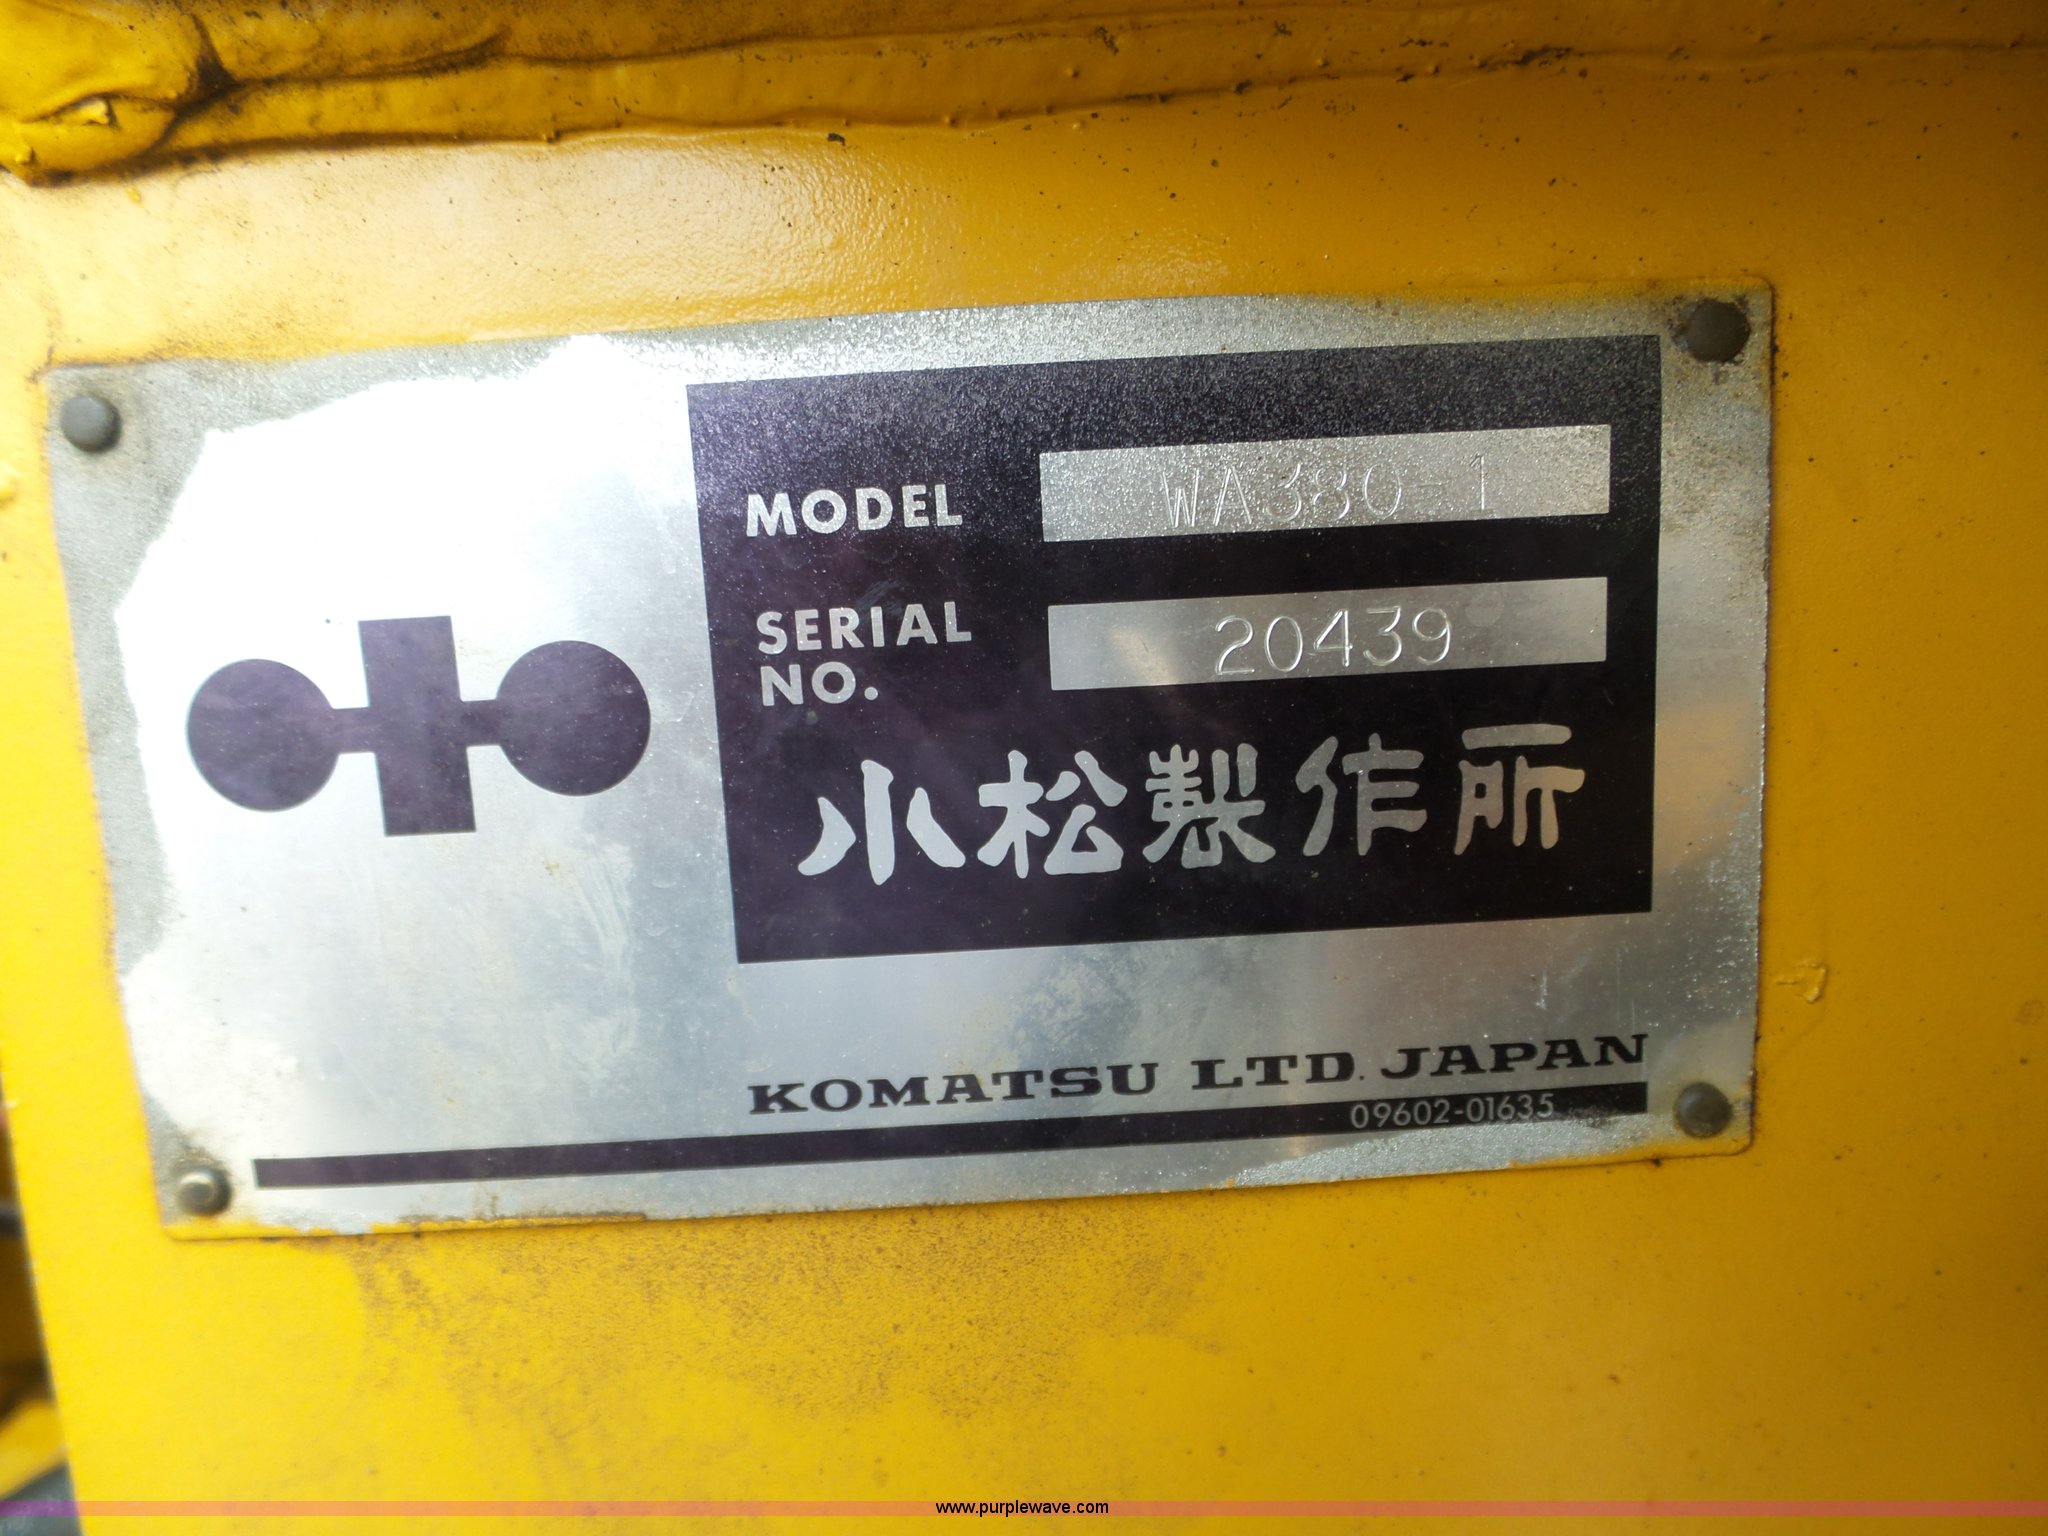 MODEL WA380-1
SERIAL NO. 20439
小松製作所
KOMATSU LTD. JAPAN
09602-01635
www.purplewave.com